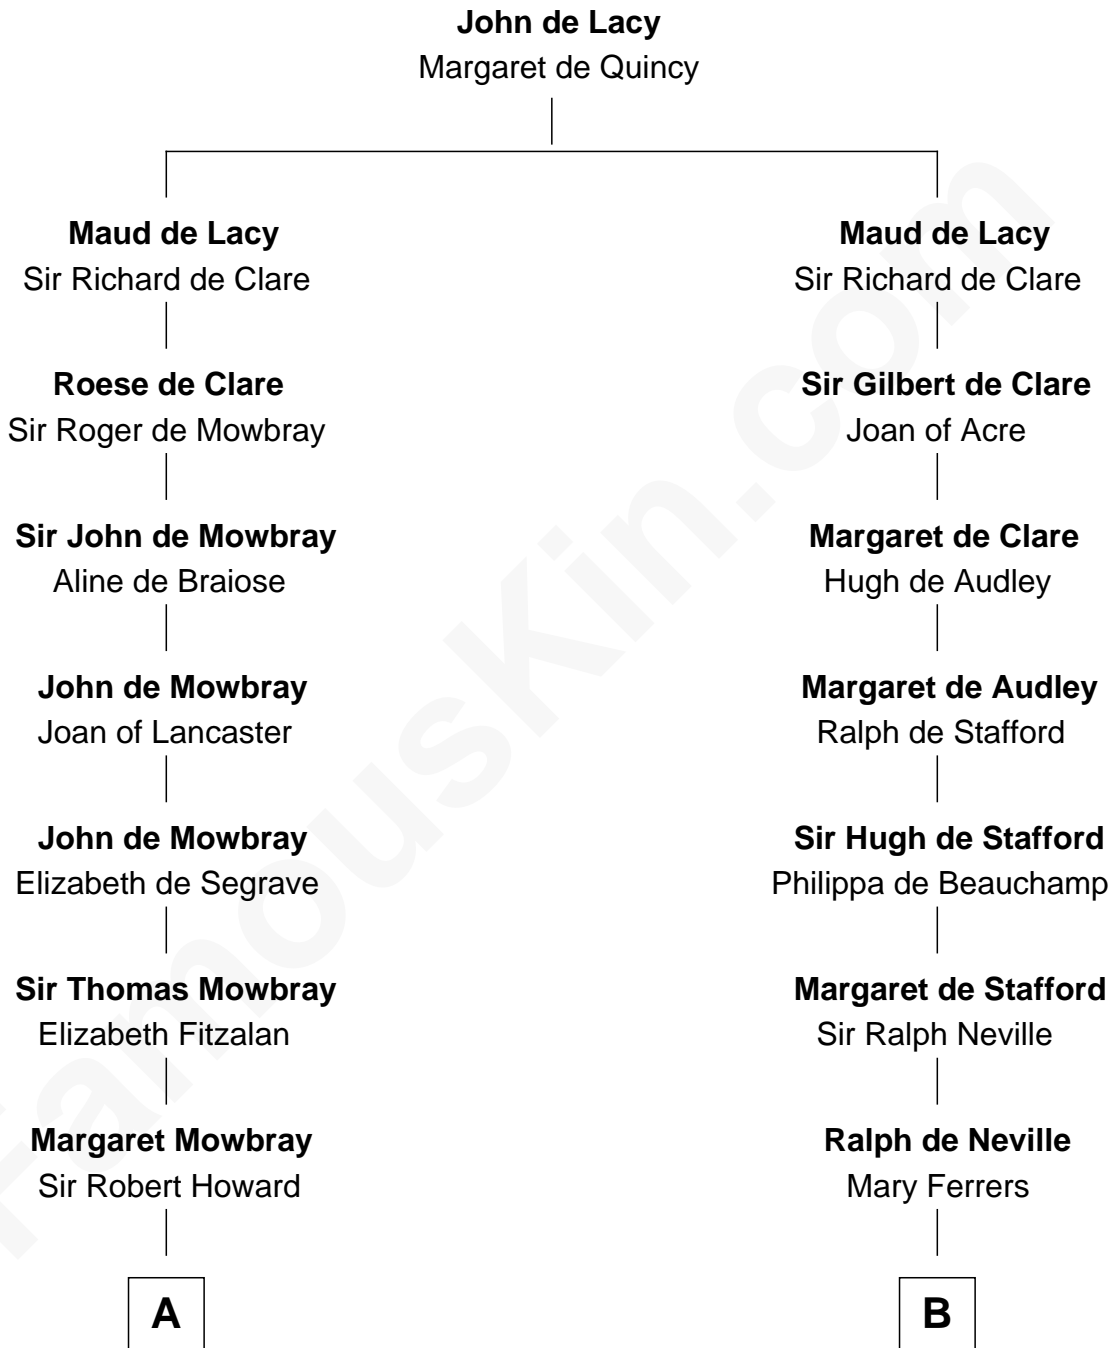 John de Lacy
Margaret de Quincy
Maud de Lacy
Sir Richard de Clare
Maud de Lacy
Sir Richard de Clare
Roese de Clare
Sir Roger de Mowbray
Sir Gilbert de Clare
Joan of Acre
Sir John de Mowbray
Aline de Braiose
Margaret de Clare
Hugh de Audley
John de Mowbray
Joan of Lancaster
Margaret de Audley
Ralph de Stafford
John de Mowbray
Elizabeth de Segrave
Sir Hugh de Stafford
Philippa de Beauchamp
Sir Thomas Mowbray
Elizabeth Fitzalan
Margaret de Stafford
Sir Ralph Neville
Margaret Mowbray
Sir Robert Howard
Ralph de Neville
Mary Ferrers
A
B
FamousKin.com